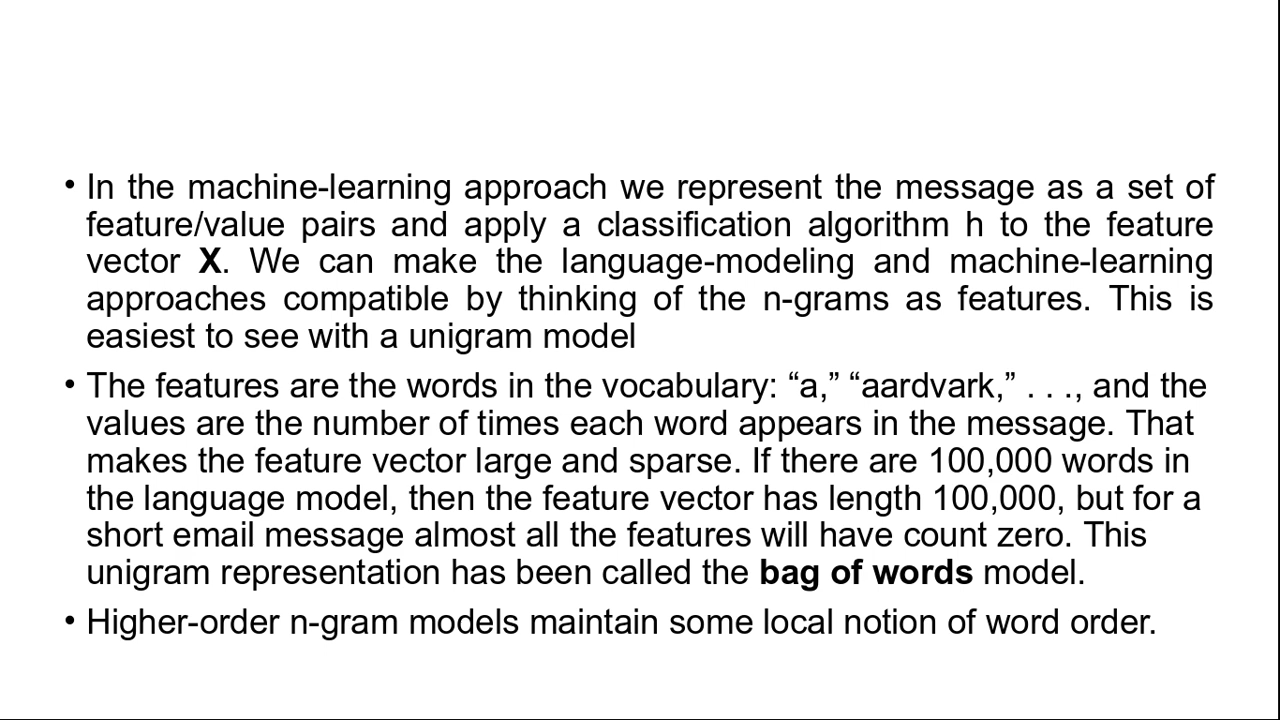 • In the machine-learning approach we represent the message as a set of
feature/value pairs and apply a classification algorithm h to the feature
vector X. We can make the language-modeling and machine-learning
approaches compatible by thinking of the n-grams as features. This is
easiest to see with a unigram model
• The features are the words in the vocabulary: “a,” “aardvark,” . . ., and the
values are the number of times each word appears in the message. That
makes the feature vector large and sparse. If there are 100,000 words in
the language model, then the feature vector has length 100,000, but for a
short email message almost all the features will have count zero. This
unigram representation has been called the bag of words model.
• Higher-order n-gram models maintain some local notion of word order.